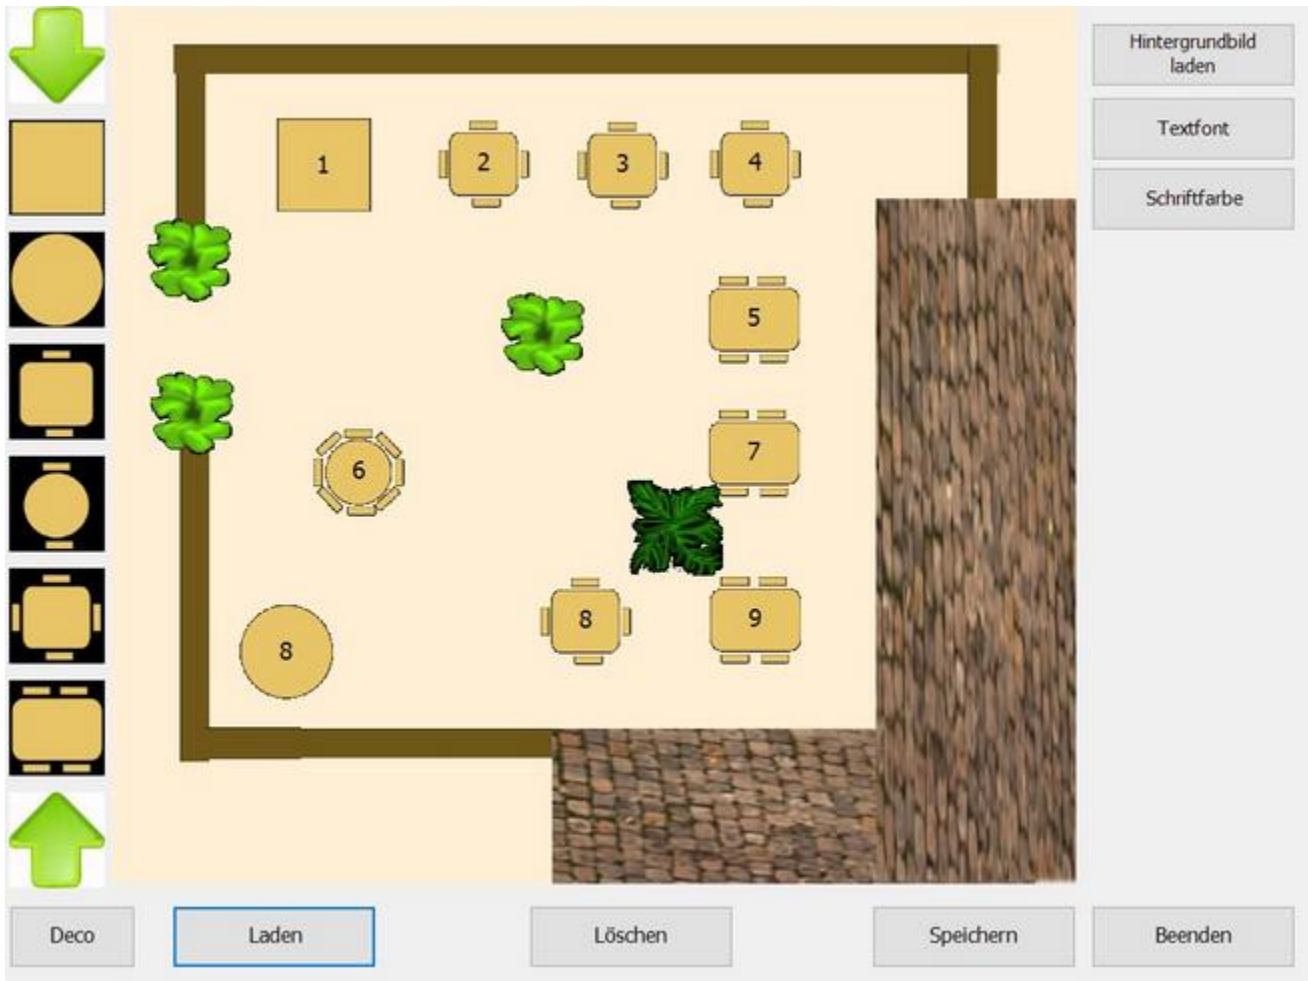 Hintergrundbild
laden
Textfont
Schriftfarbe
1
2
3
4
5
6
7
8
8
9
Deco
Laden
Löschen
Speichern
Beenden